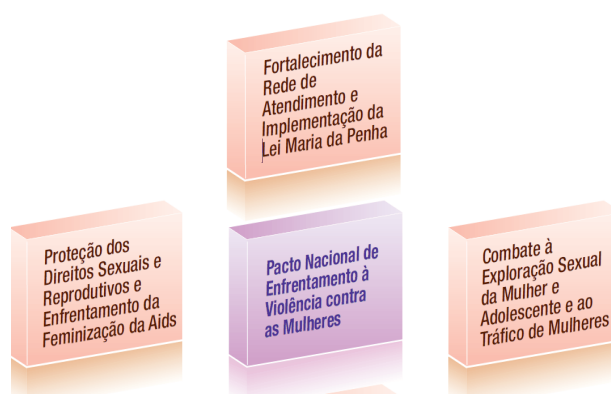 Fortalecimento da
Rede de
Atendimento e
Implementação da
Lei Maria da Penha
Proteção dos
Direitos Sexuais e
Reprodutivos e
Enfrentamento da
Feminização da Aids
Pacto Nacional de
Enfrentamento à
Violência contra
as Mulheres
Combate à
Exploração Sexual
da Mulher e
Adolescente e ao
Tráfico de Mulheres